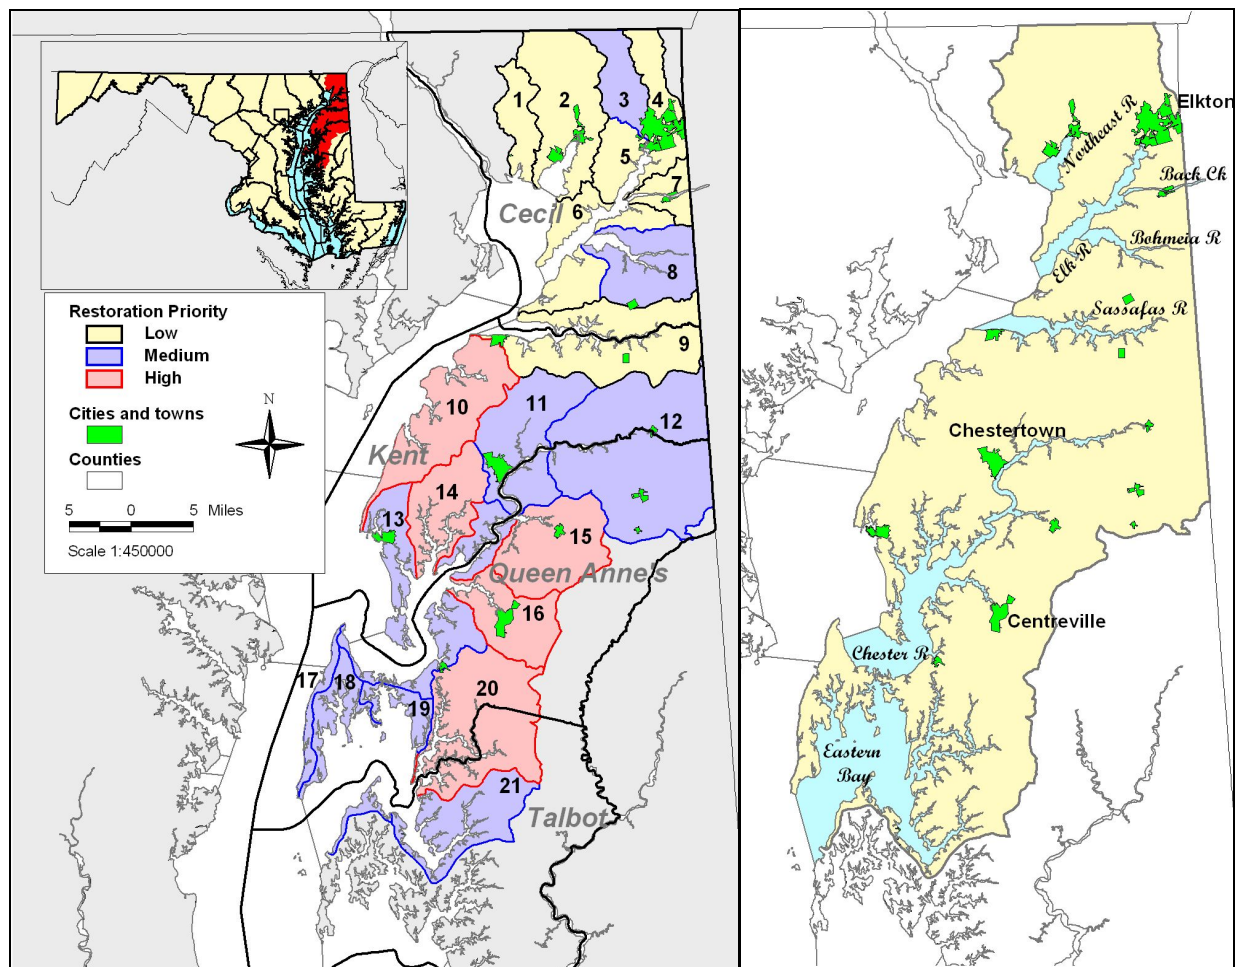 1
2
3
4
5
7
6
Cecil
8
9
Restoration Priority
Low
Medium
High
Cities and towns
Counties
N
5 0 5 Miles
Scale 1:450000
10
11
12
Kent
14
13
15
Queen Anne's
16
17
18
19
20
21
Talbot
Elkton
Northeast R
Back Ck
Bohmeia R
Elk R
Sassafas R
Chestertown
Centreville
Chester R
Eastern
Bay